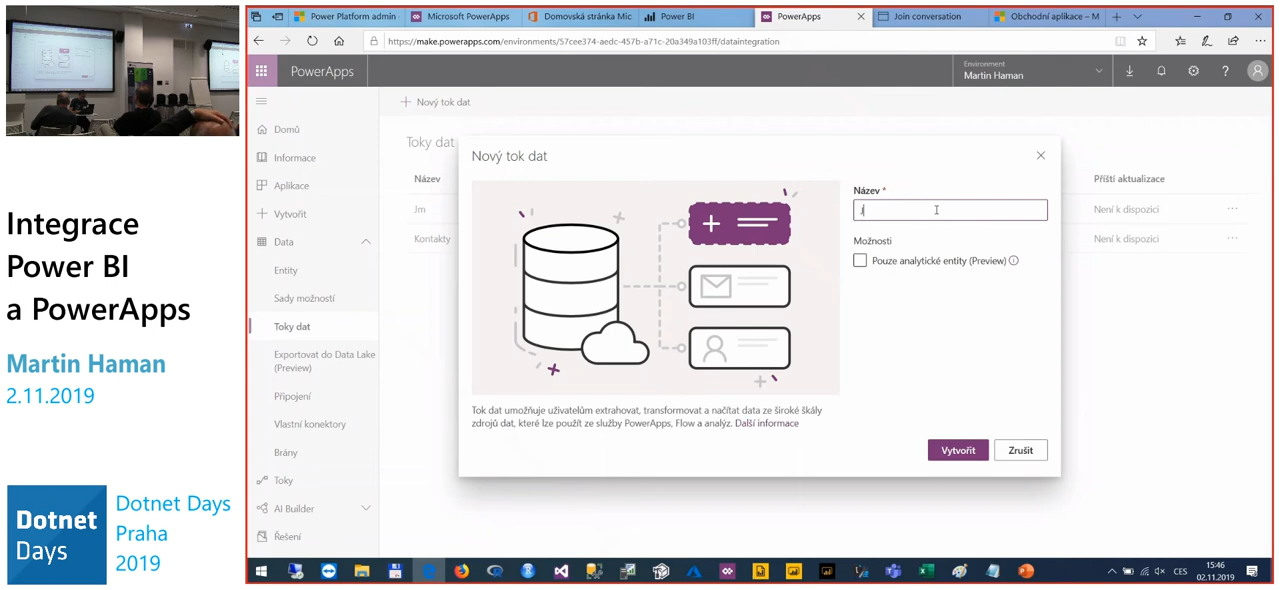 Integrace
Power BI
a PowerApps
Martin Haman
2.11.2019
Dotnet
Days
Dotnet Days
Praha
2019
Power Platform admin
Microsoft PowerApps
Domovská stránka Mic
Power BI
PowerApps
Join conversation
Obchodní aplikace – M
https://make.powerapps.com/environments/57cee374-aedc-457b-a71c-20a349a103ff/dataintegration
PowerApps
Environment
Martin Haman
Domů
Informace
Aplikace
Vytvořit
Data
Entity
Sady možností
Toky dat
Exportovat do Data Lake
(Preview)
Připojení
Vlastní konektory
Brány
Toky
AI Builder
Řešení
Nový tok dat
Toky dat
Název
Příští aktualizace
Jm
Není k dispozici
Kontakty
Není k dispozici
Nový tok dat
Název *
Možnosti
Pouze analytické entity (Preview)
Tok dat umožňuje uživatelům extrahovat, transformovat a načítat data ze široké škály
zdrojů dat, které lze použít ze služby PowerApps, Flow a analýz. Další informace
Vytvořit
Zrušit
CES
15:46
02.11.2019